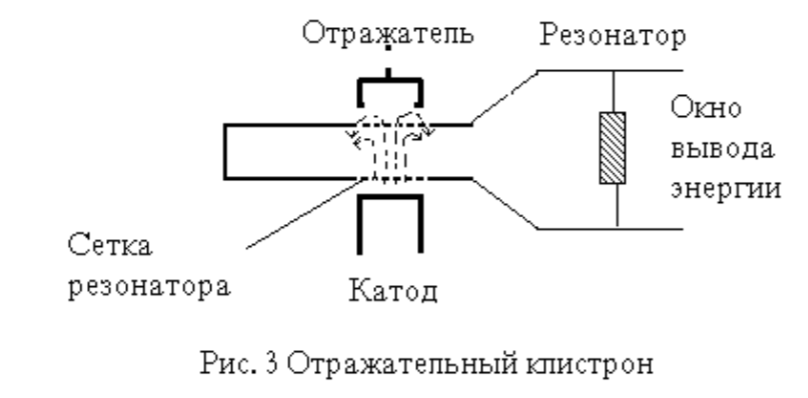 Отражатель
Резонатор
Окно
вывода
энергии
Сетка
резонатора
Катод
Рис. 3 Отражательный клистрон